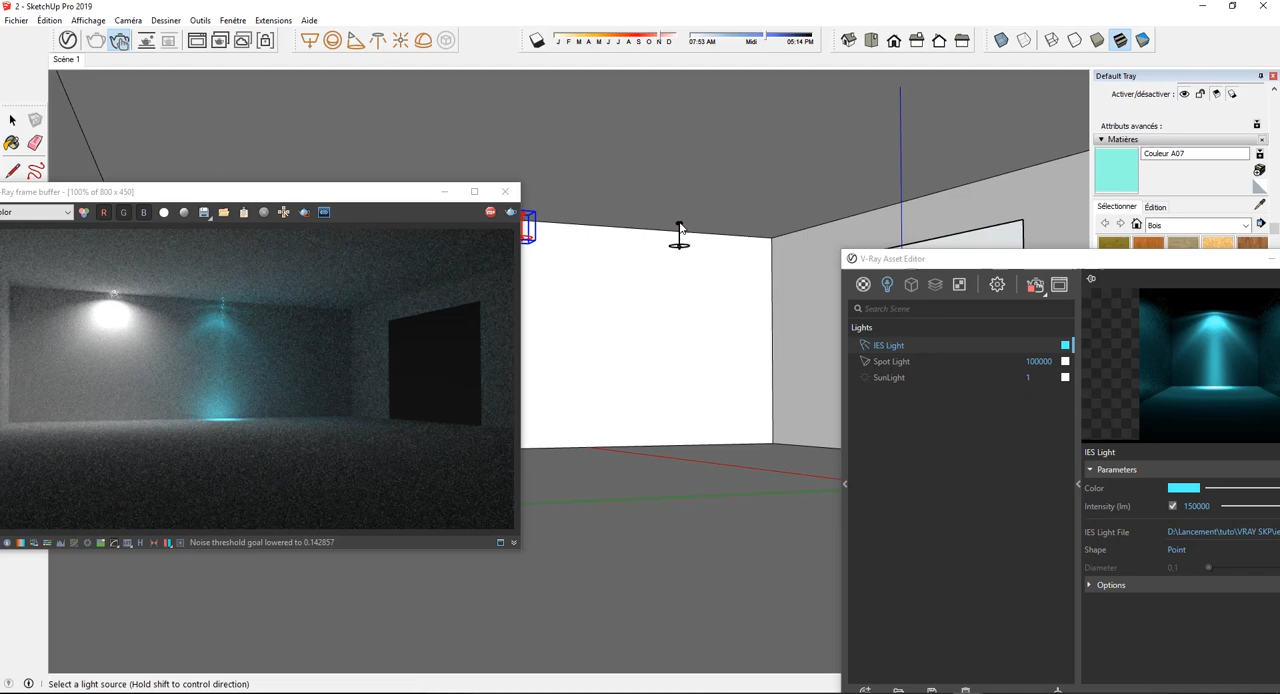 2 - SketchUp Pro 2019
Fichier Édition Affichage Caméra Dessiner Outils Fenêtre Extensions Aide
J F M A M J J A S O N D
07:53 AM Midi 05:14 PM
Scène 1
Default Tray
Activer/désactiver :
Attributs avancés :
Matières
Couleur A07
Sélectionner Édition
Bois
Ray frame buffer - [100% of 800 x 450]
olor
R G B
STOP
H
Noise threshold goal lowered to 0.142857
V-Ray Asset Editor
Search Scene
Lights
IES Light
Spot Light 100000
SunLight 1
IES Light
Parameters
Color
Intensity (lm) 150000
IES Light File D:\Lancement\tuto\VRAY SKP\ie
Shape Point
Diameter 0,1
Options
Select a light source (Hold shift to control direction)